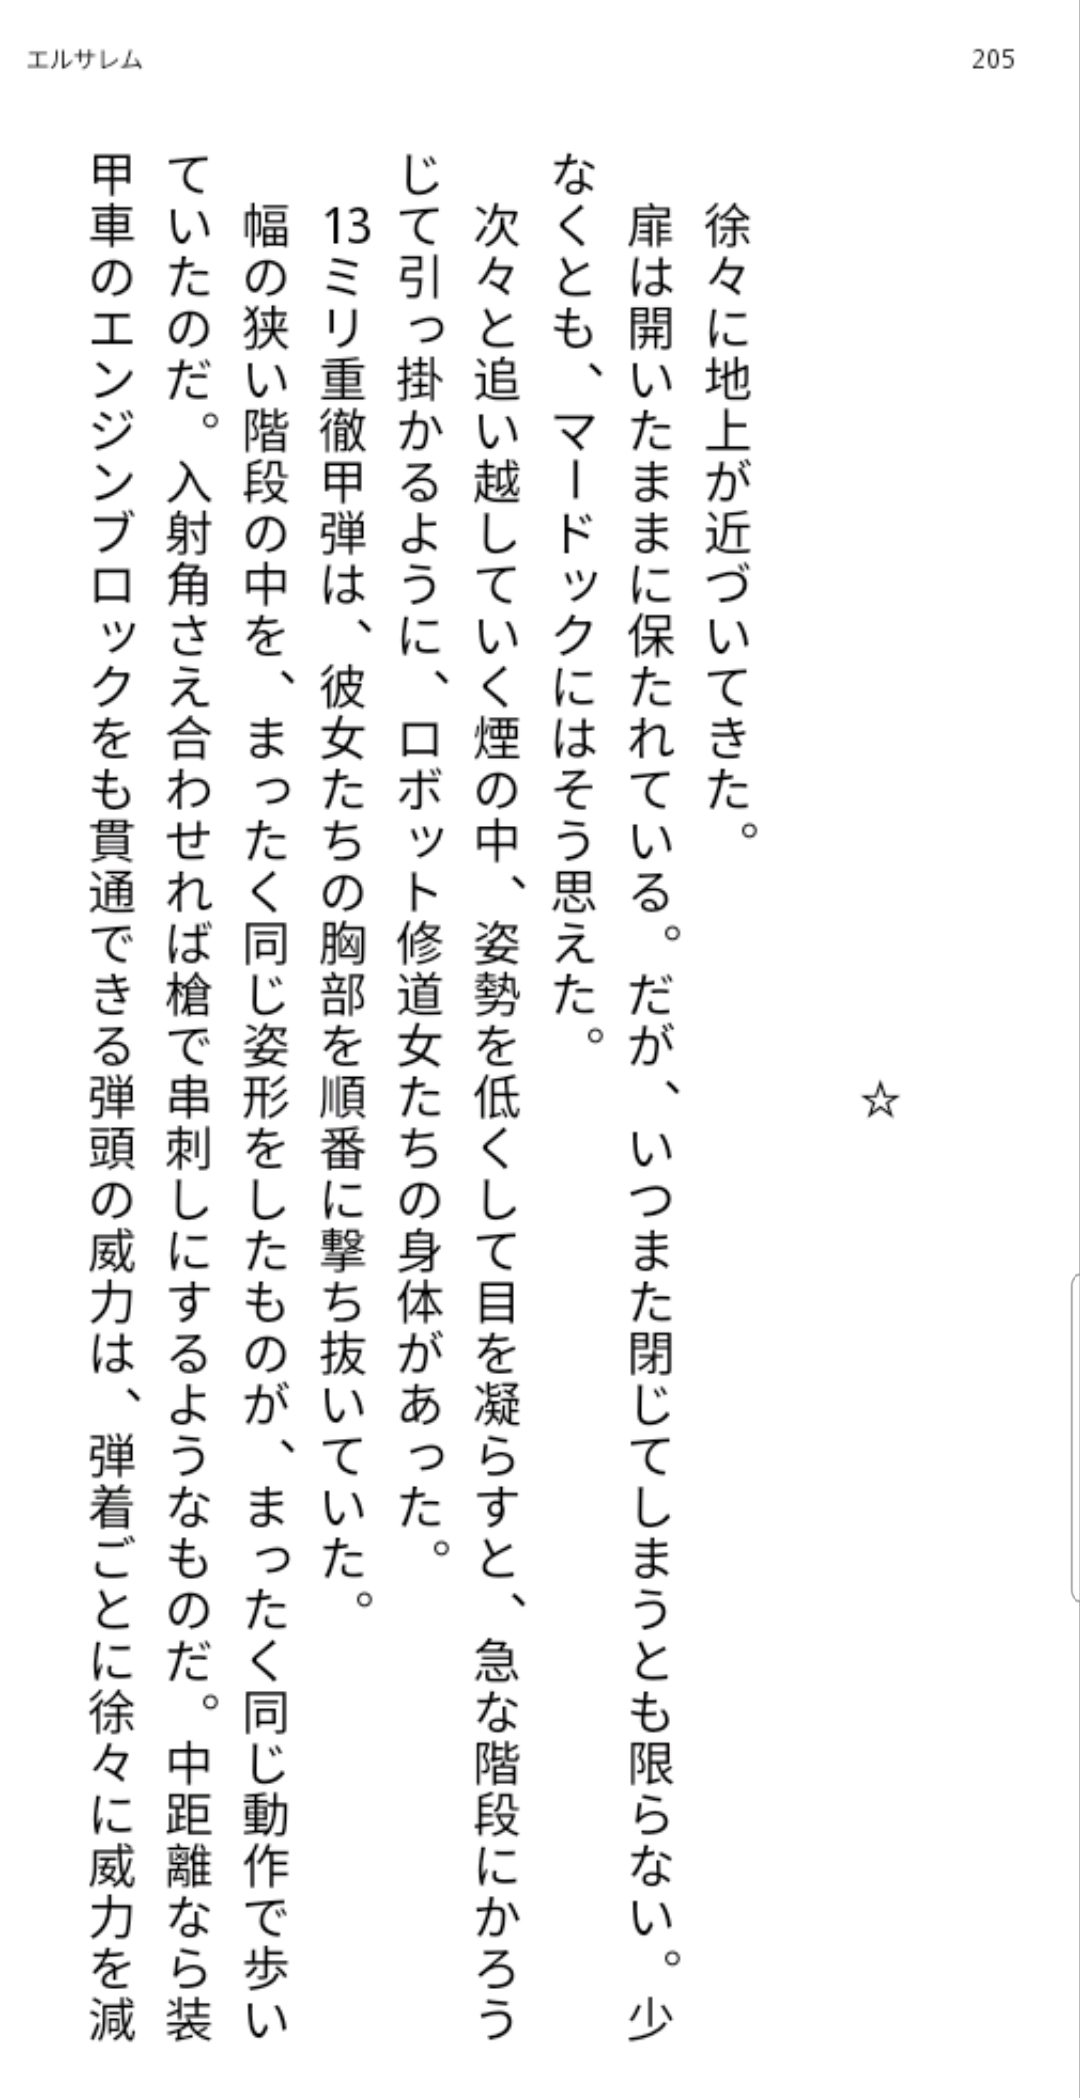 エルサレム
205
☆
徐々に地上が近づいてきた。
扉は開いたままに保たれている。だが、いつまた閉じてしまうとも限らない。少
なくとも、マードックにはそう思えた。
次々と追い越していく煙の中、姿勢を低くして目を凝らすと、急な階段にかろう
じて引っ掛かるように、ロボット修道女たちの身体があった。
13ミリ重徹甲弾は、彼女たちの胸部を順番に撃ち抜いていた。
幅の狭い階段の中を、まったく同じ姿形をしたものが、まったく同じ動作で歩い
ていたのだ。入射角さえ合わせれば槍で串刺しにするようなものだ。中距離なら装
甲車のエンジンブロックをも貫通できる弾頭の威力は、弾着ごとに徐々に威力を減